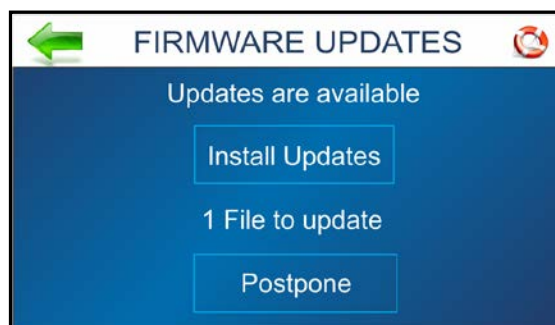 FIRMWARE UPDATES
Updates are available
Install Updates
1 File to update
Postpone